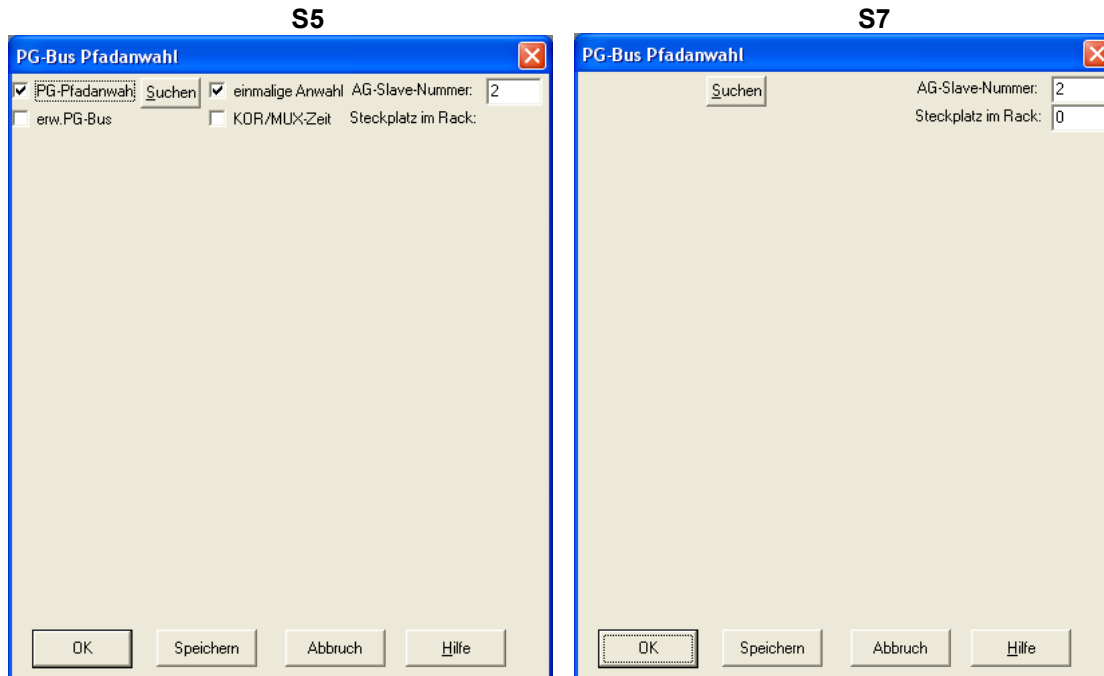 S5
PG-Bus Pfadanwahl
PG-Pfadanwahl Suchen einmalige Anwahl AG-Slave-Nummer: 2
erw.PG-Bus KOR/MUX-Zeit Steckplatz im Rack:
OK Speichern Abbruch Hilfe
S7
PG-Bus Pfadanwahl
Suchen AG-Slave-Nummer: 2
Steckplatz im Rack: 0
OK Speichern Abbruch Hilfe